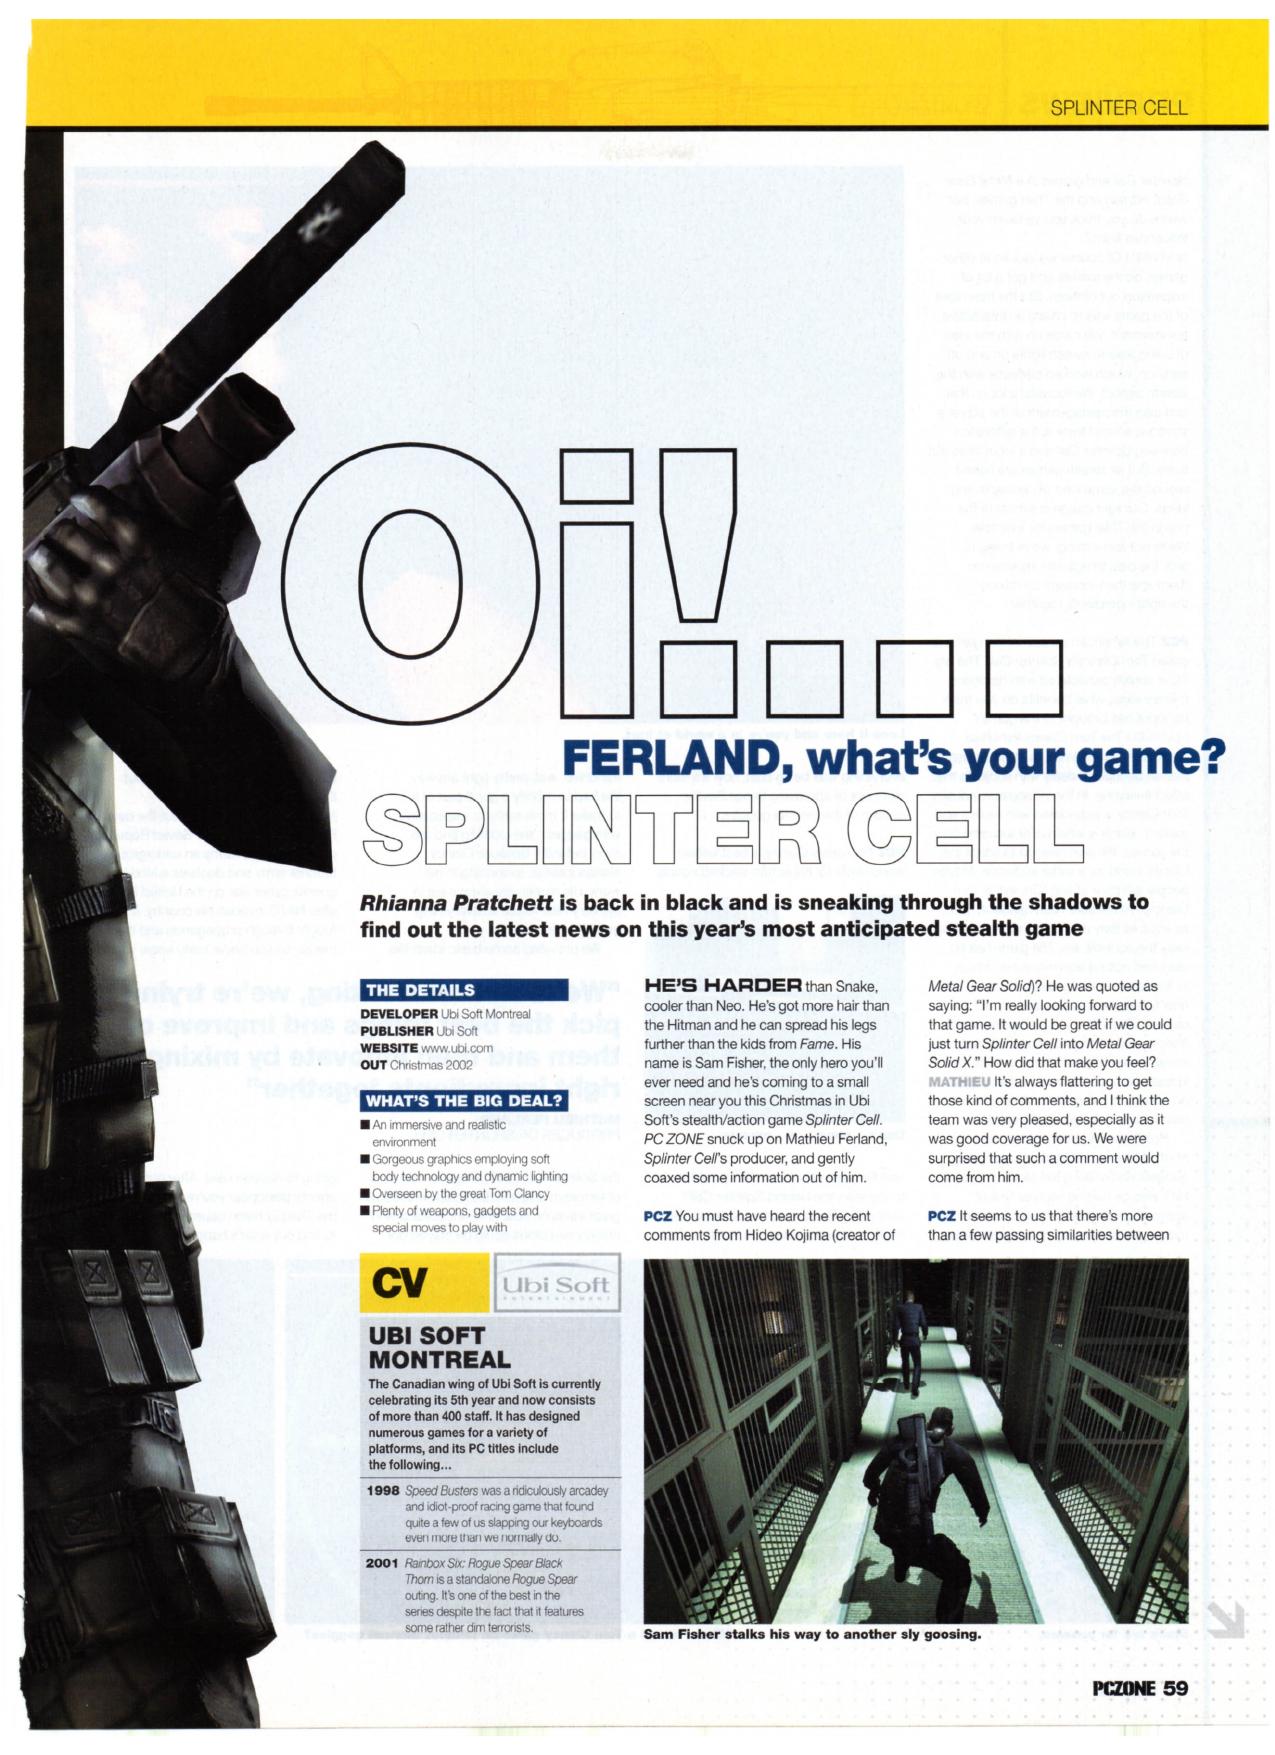 SPLINTER CELL
Oi!....
FERLAND, what's your game?
SPLINTER CELL
Rhianna Pratchett is back in black and is sneaking through the shadows to
find out the latest news on this year's most anticipated stealth game
THE DETAILS
DEVELOPER Ubi Soft Montreal
PUBLISHER Ubi Soft
WEBSITE www.ubi.com
OUT Christmas 2002
WHAT'S THE BIG DEAL?
■ An immersive and realistic
environment
■ Gorgeous graphics employing soft
body technology and dynamic lighting
■ Overseen by the great Tom Clancy
■ Plenty of weapons, gadgets and
special moves to play with
CV
Ubi Soft
ENTERTAINMENT
UBI SOFT
MONTREAL
The Canadian wing of Ubi Soft is currently
celebrating its 5th year and now consists
of more than 400 staff. It has designed
numerous games for a variety of
platforms, and its PC titles include
the following...
1998 Speed Busters was a ridiculously arcadey
and idiot-proof racing game that found
quite a few of us slapping our keyboards
even more than we normally do.
2001 Rainbox Six: Rogue Spear Black
Thorn is a standalone Rogue Spear
outing. It's one of the best in the
series despite the fact that it features
some rather dim terrorists.
HE'S HARDER than Snake,
cooler than Neo. He's got more hair than
the Hitman and he can spread his legs
further than the kids from Fame. His
name is Sam Fisher, the only hero you'll
ever need and he's coming to a small
screen near you this Christmas in Ubi
Soft's stealth/action game Splinter Cell.
PC ZONE snuck up on Mathieu Ferland,
Splinter Cell's producer, and gently
coaxed some information out of him.
PCZ You must have heard the recent
comments from Hideo Kojima (creator of
Metal Gear Solid)? He was quoted as
saying: "I'm really looking forward to
that game. It would be great if we could
just turn Splinter Cell into Metal Gear
Solid X." How did that make you feel?
MATHIEU It's always flattering to get
those kind of comments, and I think the
team was very pleased, especially as it
was good coverage for us. We were
surprised that such a comment would
come from him.
PCZ It seems to us that there's more
than a few passing similarities between
Sam Fisher stalks his way to another sly goosing.
PCZONE 59